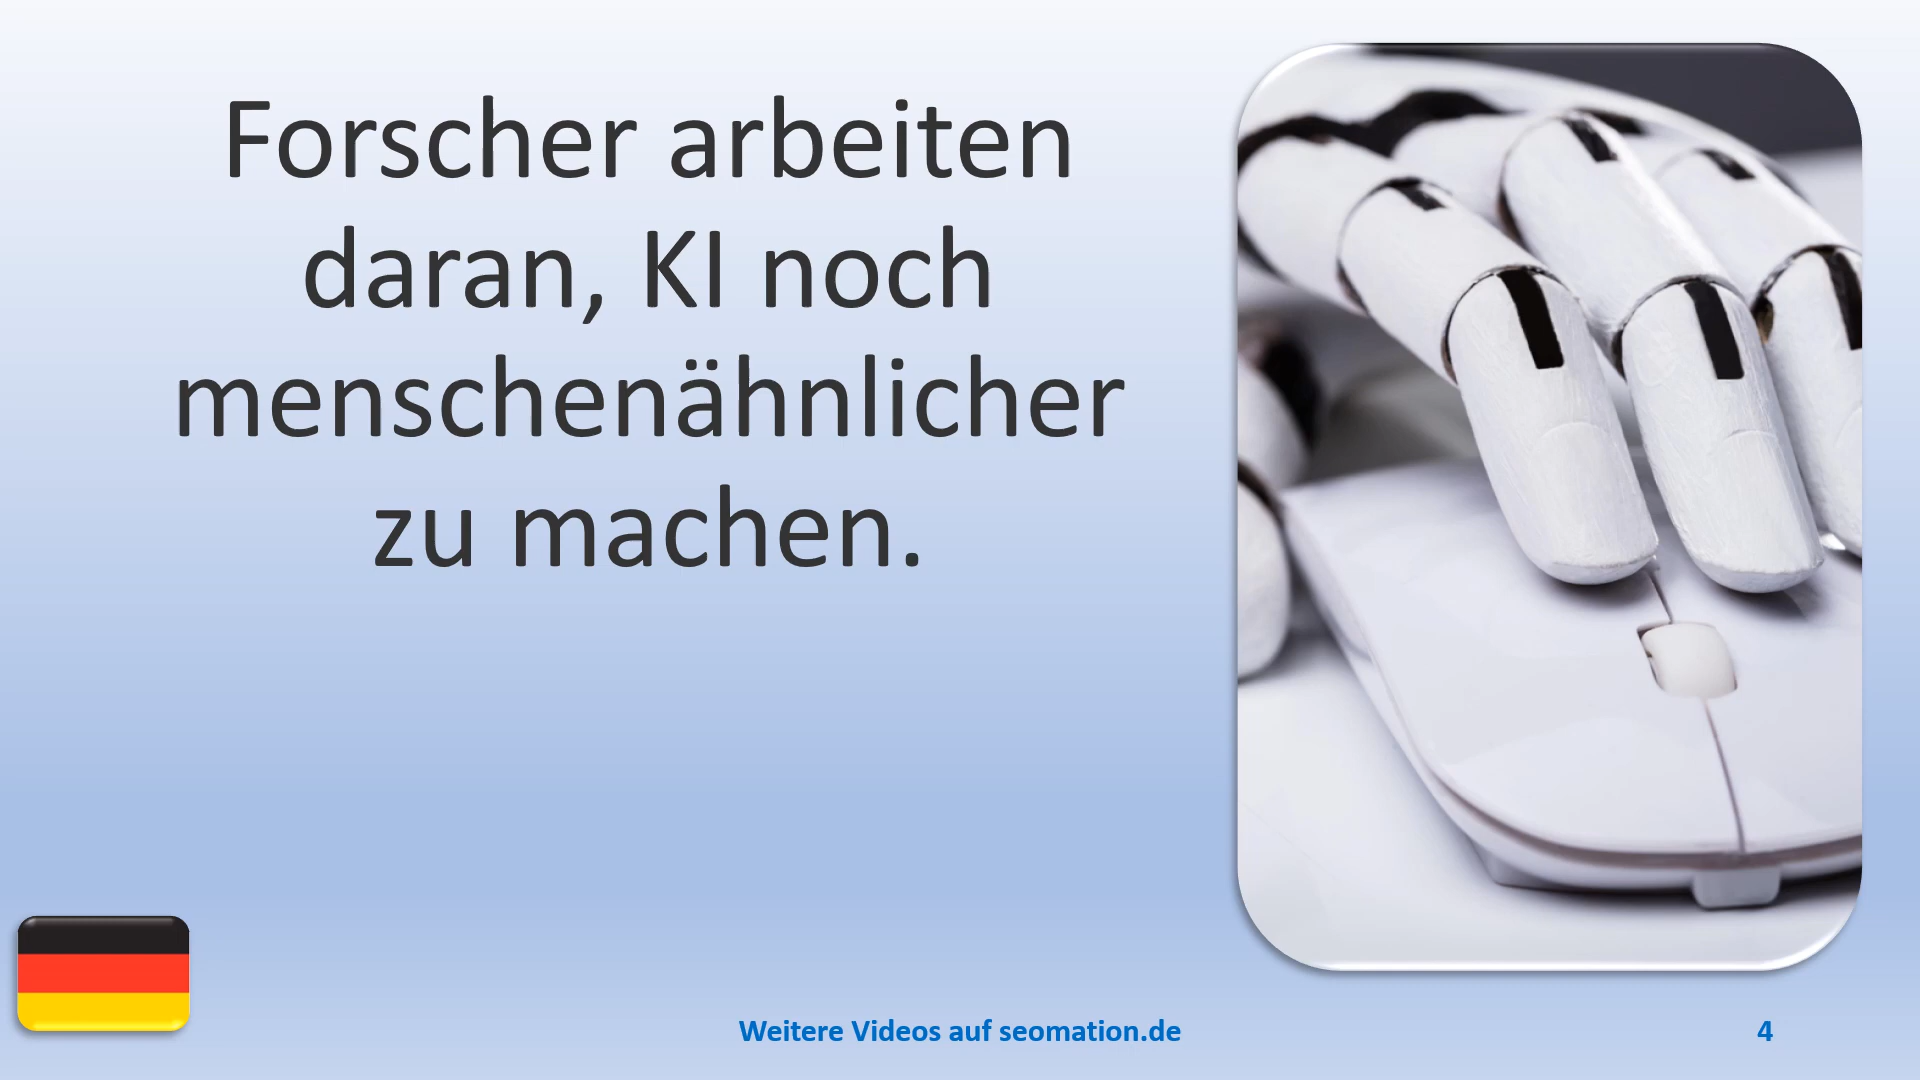 Forscher arbeiten
daran, KI noch
menschenähnlicher
zu machen.
Weitere Videos auf seomation.de
4